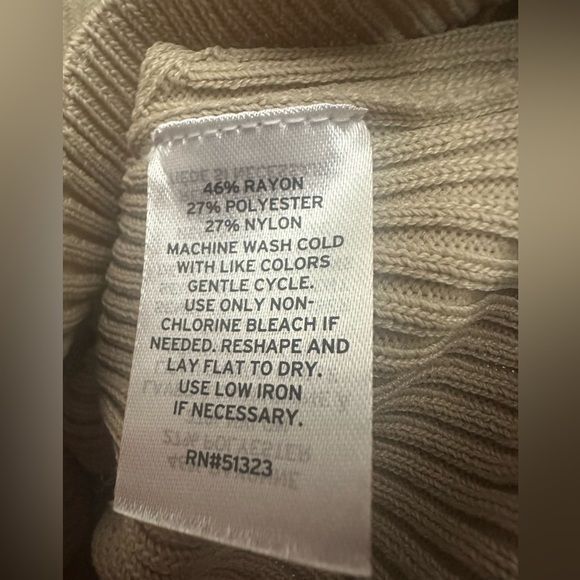 46% RAYON
27% POLYESTER
27% NYLON
MACHINE WASH COLD
WITH LIKE COLORS
GENTLE CYCLE.
USE ONLY NON-
CHLORINE BLEACH IF
NEEDED. RESHAPE AND
LAY FLAT TO DRY.
USE LOW IRON
IF NECESSARY.
RN#51323